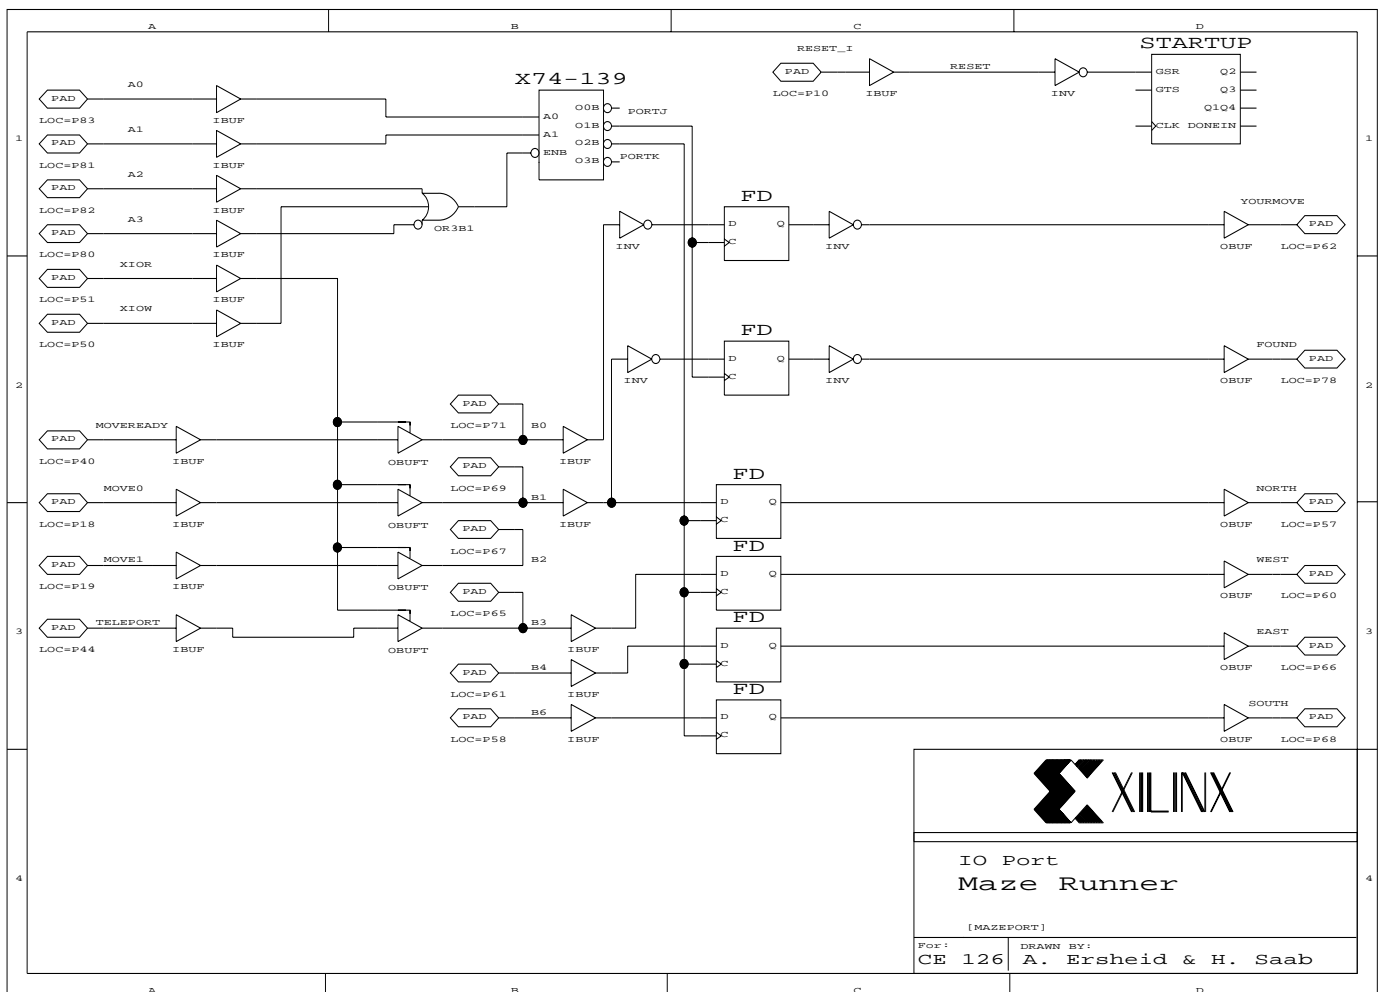 A B C D
RESET_I
STARTUP
PAD RESET GSR Q2
X74-139
LOC=P10 IBUF INV GTS Q3
A0
PAD O0B PORTJ Q1Q4
LOC=P83 IBUF A0 O1B CLK DONEIN
A1
1 PAD A1 O2B 1
LOC=P81 IBUF ENB O3B PORTK
A2
PAD
LOC=P82 IBUF FD YOURMOVE
A3 OR3B1
PAD D Q PAD
LOC=P80 IBUF INV C INV OBUF LOC=P62
XIOR
PAD
LOC=P51 IBUF
XIOW
PAD
LOC=P50 IBUF FD FOUND
D Q PAD
INV C INV OBUF LOC=P78
2 2
PAD
MOVEREADY LOC=P71 B0
PAD
LOC=P40 IBUF OBUFT IBUF
PAD FD
MOVE0 LOC=P69 B1 NORTH
PAD D Q PAD
LOC=P18 IBUF OBUFT IBUF C OBUF LOC=P57
PAD
LOC=P67 FD
MOVE1 B2 WEST
PAD D Q PAD
LOC=P19 IBUF OBUFT C OBUF LOC=P60
PAD
LOC=P65 FD
TELEPORT B3 EAST
3 PAD D Q PAD 3
LOC=P44 IBUF OBUFT IBUF C OBUF LOC=P66
B4
PAD
LOC=P61 IBUF FD
B6 SOUTH
PAD D Q PAD
LOC=P58 IBUF C OBUF LOC=P68
XILINX
IO Port
4 Maze Runner 4
[MAZEPORT]
For: DRAWN BY:
CE 126 A. Ersheid & H. Saab
A B C D